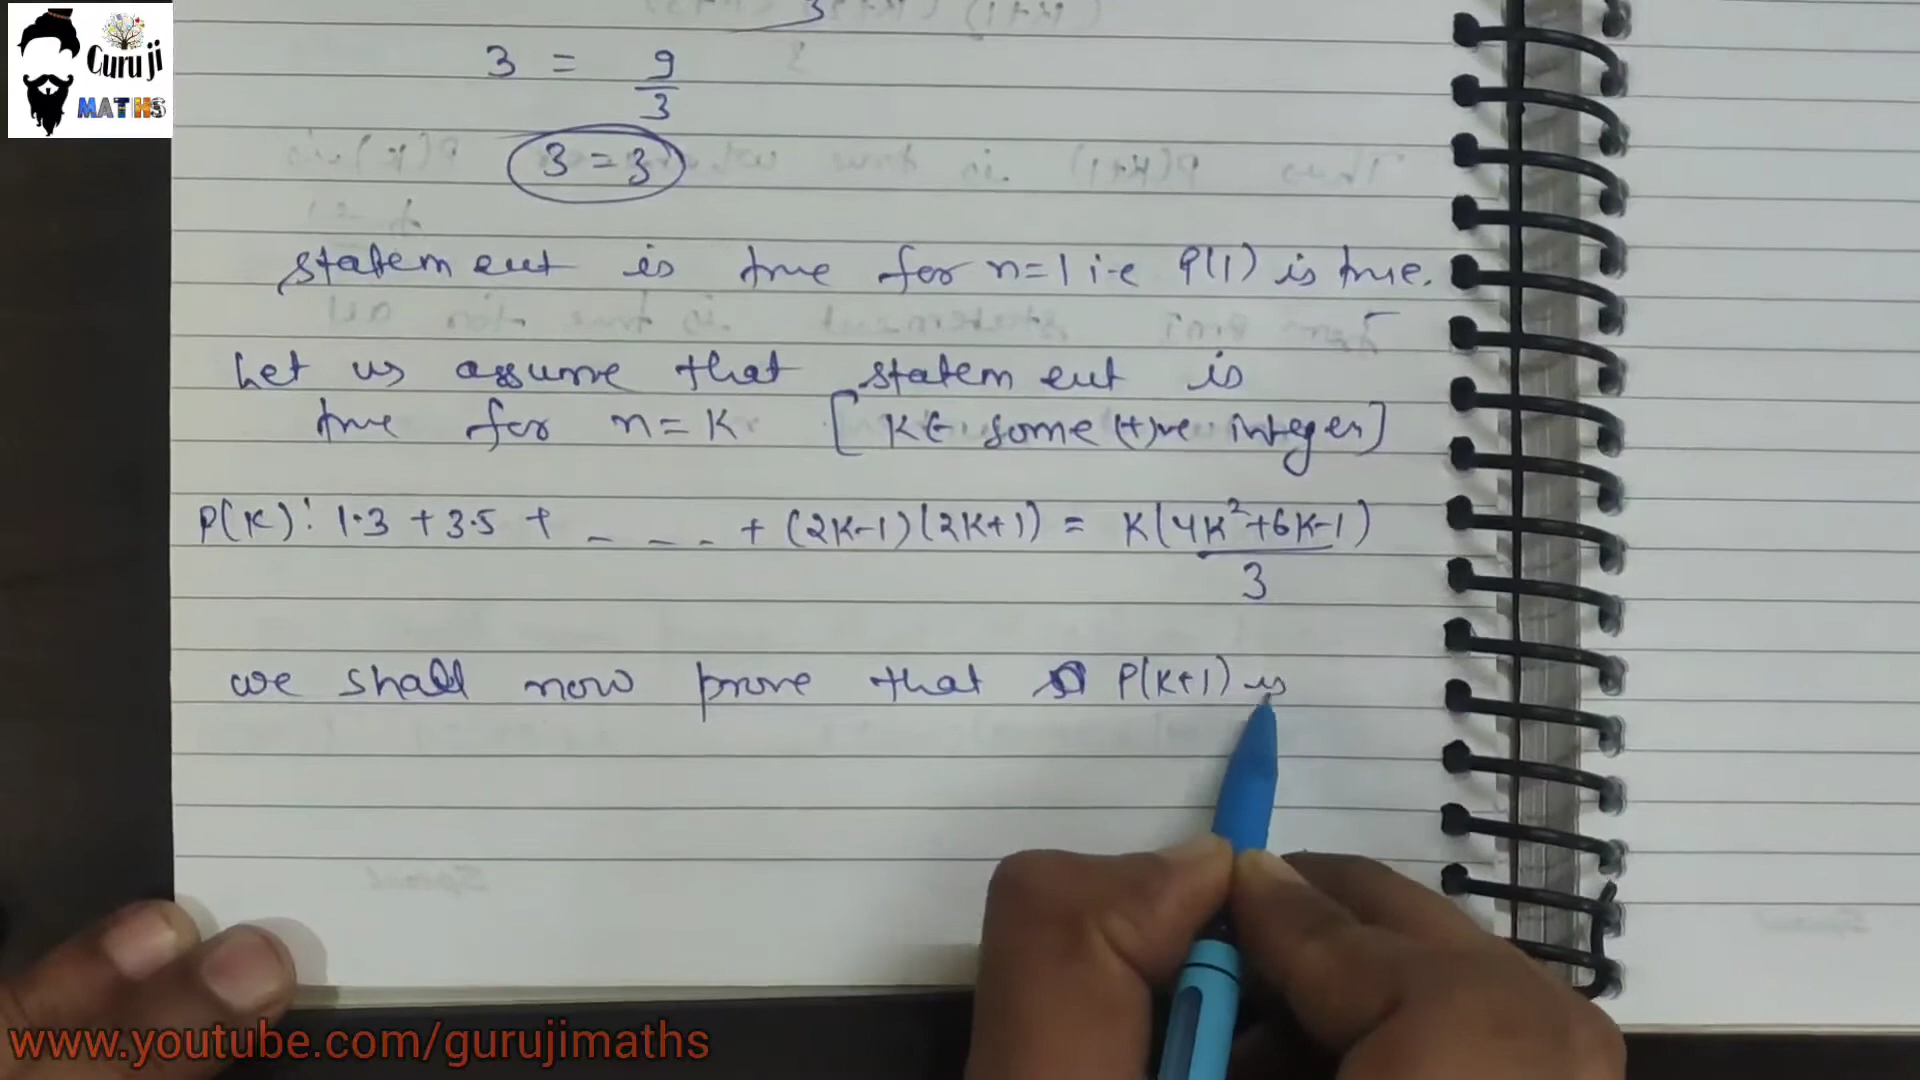 Guru ji
MATHS
3 = 9/3
3 = 3
statement is true for n=1 i.e P(1) is true.
Let us assume that statement is
true for n=K [K∈ some (+)ve integer]
P(K): 1·3 + 3·5 + _ _ _ + (2K-1)(2K+1) = K(4K²+6K-1)/3
we shall now prove that P(K+1) is
www.youtube.com/gurujimaths